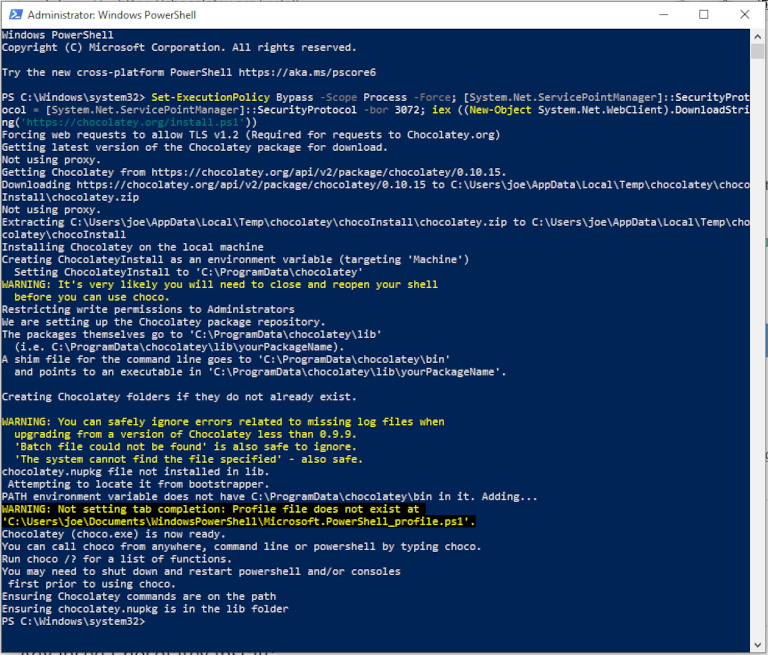 Administrator: Windows PowerShell
Windows PowerShell
Copyright (C) Microsoft Corporation. All rights reserved.
Try the new cross-platform PowerShell https://aka.ms/pscore6
PS C:\Windows\system32> Set-ExecutionPolicy Bypass -Scope Process -Force; [System.Net.ServicePointManager]::SecurityProt
ocol = [System.Net.ServicePointManager]::SecurityProtocol -bor 3072; iex ((New-Object System.Net.WebClient).DownloadStri
ng('https://chocolatey.org/install.ps1'))
Forcing web requests to allow TLS v1.2 (Required for requests to Chocolatey.org)
Getting latest version of the Chocolatey package for download.
Not using proxy.
Getting Chocolatey from https://chocolatey.org/api/v2/package/chocolatey/0.10.15.
Downloading https://chocolatey.org/api/v2/package/chocolatey/0.10.15 to C:\Users\joe\AppData\Local\Temp\chocolatey\choco
Install\chocolatey.zip
Not using proxy.
Extracting C:\Users\joe\AppData\Local\Temp\chocolatey\chocoInstall\chocolatey.zip to C:\Users\joe\AppData\Local\Temp\cho
colatey\chocoInstall
Installing Chocolatey on the local machine
Creating ChocolateyInstall as an environment variable (targeting 'Machine')
  Setting ChocolateyInstall to 'C:\ProgramData\chocolatey'
WARNING: It's very likely you will need to close and reopen your shell
  before you can use choco.
Restricting write permissions to Administrators
We are setting up the Chocolatey package repository.
The packages themselves go to 'C:\ProgramData\chocolatey\lib'
  (i.e. C:\ProgramData\chocolatey\lib\yourPackageName).
A shim file for the command line goes to 'C:\ProgramData\chocolatey\bin'
  and points to an executable in 'C:\ProgramData\chocolatey\lib\yourPackageName'.
Creating Chocolatey folders if they do not already exist.
WARNING: You can safely ignore errors related to missing log files when
  upgrading from a version of Chocolatey less than 0.9.9.
  'Batch file could not be found' is also safe to ignore.
  'The system cannot find the file specified' - also safe.
chocolatey.nupkg file not installed in lib.
 Attempting to locate it from bootstrapper.
PATH environment variable does not have C:\ProgramData\chocolatey\bin in it. Adding...
WARNING: Not setting tab completion: Profile file does not exist at
'C:\Users\joe\Documents\WindowsPowerShell\Microsoft.PowerShell_profile.ps1'.
Chocolatey (choco.exe) is now ready.
You can call choco from anywhere, command line or powershell by typing choco.
Run choco /? for a list of functions.
You may need to shut down and restart powershell and/or consoles
 first prior to using choco.
Ensuring Chocolatey commands are on the path
Ensuring chocolatey.nupkg is in the lib folder
PS C:\Windows\system32>